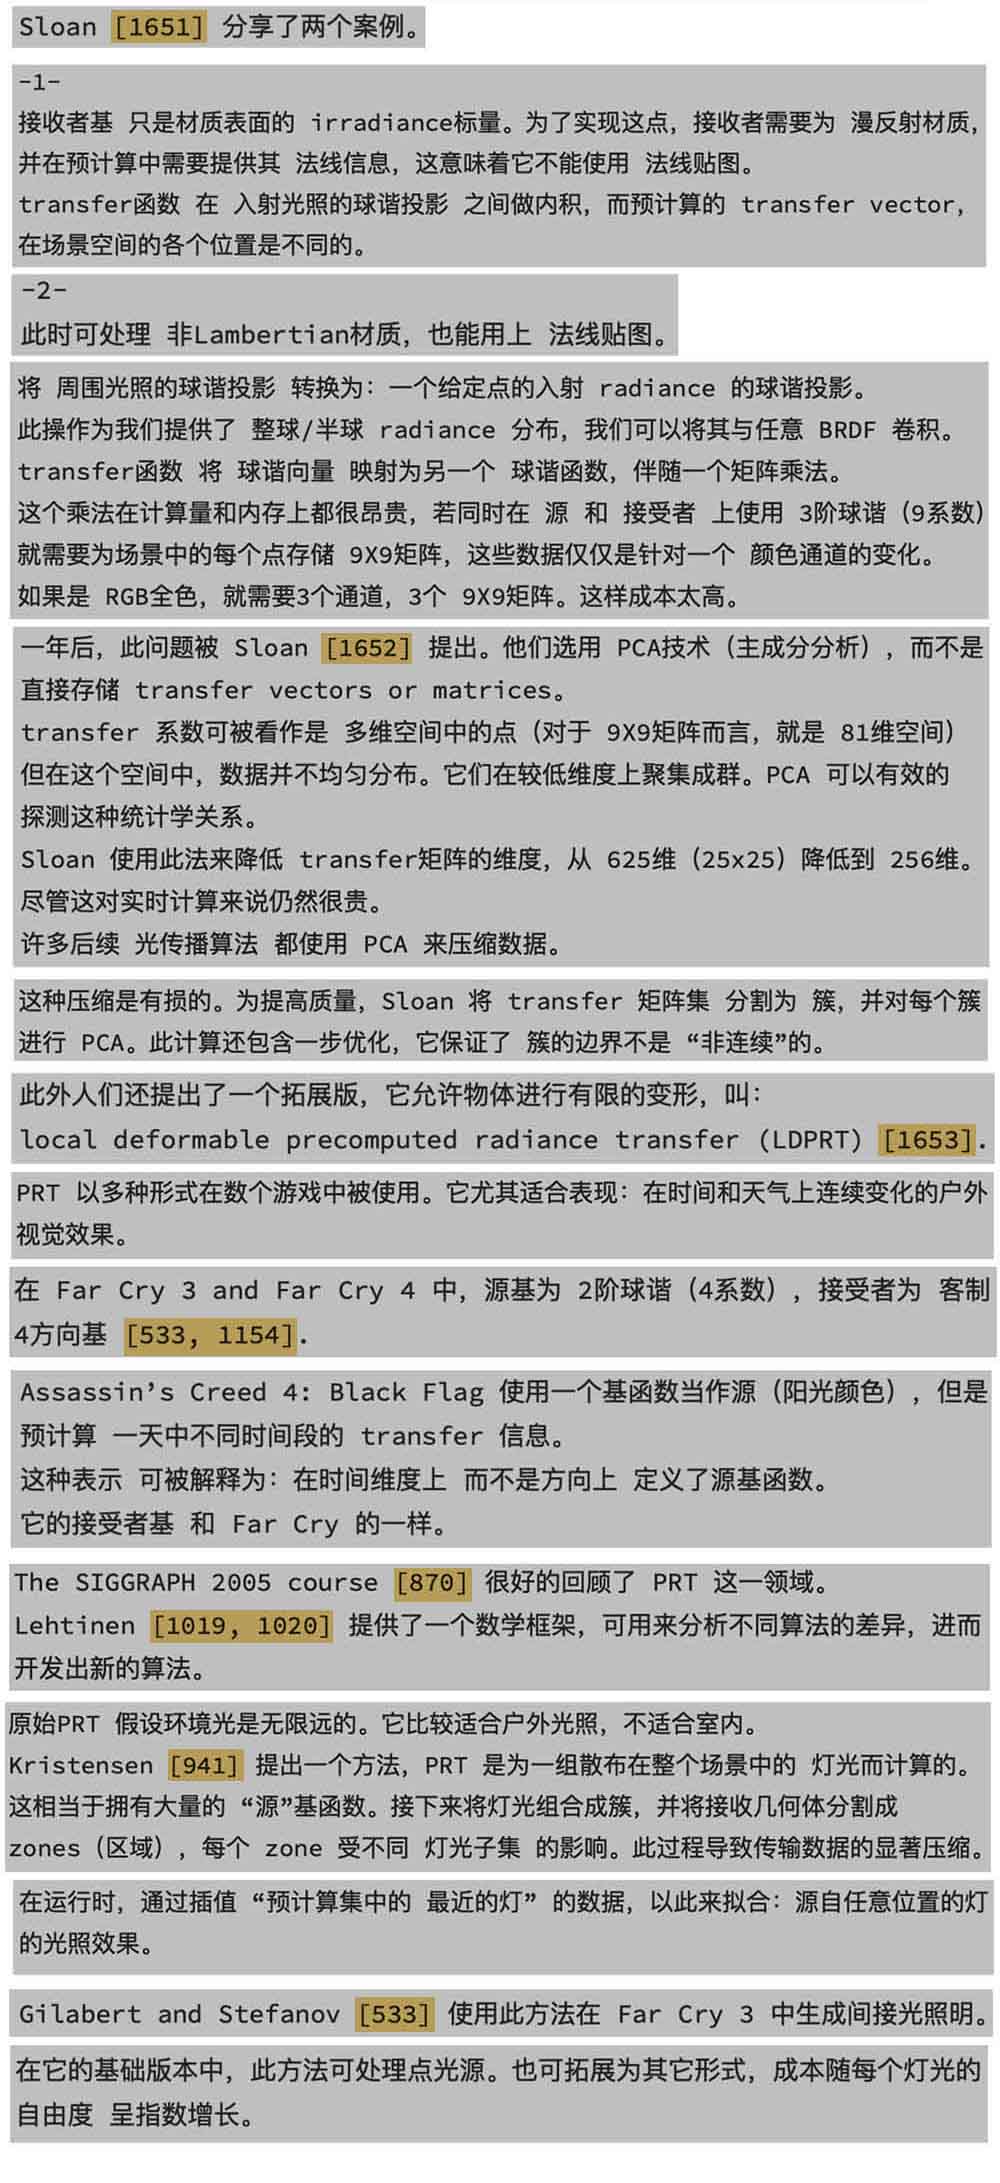 Sloan [1651] 分享了两个案例。
-1-
接收者基 只是材质表面的 irradiance标量。为了实现这点，接收者需要为 漫反射材质，
并在预计算中需要提供其 法线信息，这意味着它不能使用 法线贴图。
transfer函数 在 入射光照的球谐投影 之间做内积，而预计算的 transfer vector，
在场景空间的各个位置是不同的。
-2-
此时可处理 非Lambertian材质，也能用上 法线贴图。
将 周围光照的球谐投影 转换为：一个给定点的入射 radiance 的球谐投影。
此操作为我们提供了 整球/半球 radiance 分布，我们可以将其与任意 BRDF 卷积。
transfer函数 将 球谐向量 映射为另一个 球谐函数，伴随一个矩阵乘法。
这个乘法在计算量和内存上都很昂贵，若同时在 源 和 接受者 上使用 3阶球谐（9系数）
就需要为场景中的每个点存储 9X9矩阵，这些数据仅仅是针对一个 颜色通道的变化。
如果是 RGB全色，就需要3个通道，3个 9X9矩阵。这样成本太高。
一年后，此问题被 Sloan [1652] 提出。他们选用 PCA技术（主成分分析），而不是
直接存储 transfer vectors or matrices。
transfer 系数可被看作是 多维空间中的点（对于 9X9矩阵而言，就是 81维空间）
但在这个空间中，数据并不均匀分布。它们在较低维度上聚集成群。PCA 可以有效的
探测这种统计学关系。
Sloan 使用此法来降低 transfer矩阵的维度，从 625维（25x25）降低到 256维。
尽管这对实时计算来说仍然很贵。
许多后续 光传播算法 都使用 PCA 来压缩数据。
这种压缩是有损的。为提高质量，Sloan 将 transfer 矩阵集 分割为 簇，并对每个簇
进行 PCA。此计算还包含一步优化，它保证了 簇的边界不是 “非连续”的。
此外人们还提出了一个拓展版，它允许物体进行有限的变形，叫：
local deformable precomputed radiance transfer (LDPRT) [1653].
PRT 以多种形式在数个游戏中被使用。它尤其适合表现：在时间和天气上连续变化的户外
视觉效果。
在 Far Cry 3 and Far Cry 4 中，源基为 2阶球谐（4系数），接受者为 客制
4方向基 [533, 1154].
Assassin’s Creed 4: Black Flag 使用一个基函数当作源（阳光颜色），但是
预计算 一天中不同时间段的 transfer 信息。
这种表示 可被解释为：在时间维度上 而不是方向上 定义了源基函数。
它的接受者基 和 Far Cry 的一样。
The SIGGRAPH 2005 course [870] 很好的回顾了 PRT 这一领域。
Lehtinen [1019, 1020] 提供了一个数学框架，可用来分析不同算法的差异，进而
开发出新的算法。
原始PRT 假设环境光是无限远的。它比较适合户外光照，不适合室内。
Kristensen [941] 提出一个方法，PRT 是为一组散布在整个场景中的 灯光而计算的。
这相当于拥有大量的 “源”基函数。接下来将灯光组合成簇，并将接收几何体分割成
zones（区域），每个 zone 受不同 灯光子集 的影响。此过程导致传输数据的显著压缩。
在运行时，通过插值 “预计算集中的 最近的灯” 的数据，以此来拟合：源自任意位置的灯
的光照效果。
Gilabert and Stefanov [533] 使用此方法在 Far Cry 3 中生成间接光照明。
在它的基础版本中，此方法可处理点光源。也可拓展为其它形式，成本随每个灯光的
自由度 呈指数增长。